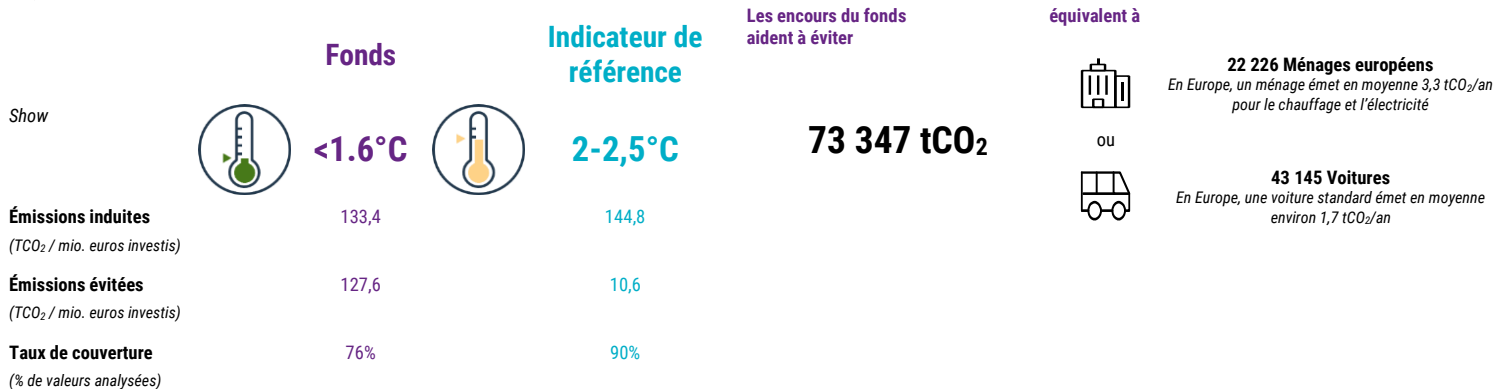 Fonds
Indicateur de
référence
Show
<1.6°C
2-2,5°C
Émissions induites
133,4
144,8
(TCO₂ / mio. euros investis)
Émissions évitées
127,6
10,6
(TCO₂ / mio. euros investis)
Taux de couverture
76%
90%
(% de valeurs analysées)
Les encours du fonds
aident à éviter
73 347 tCO₂
équivalent à
22 226 Ménages européens
En Europe, un ménage émet en moyenne 3,3 tCO₂/an
pour le chauffage et l’électricité
ou
43 145 Voitures
En Europe, une voiture standard émet en moyenne
environ 1,7 tCO₂/an